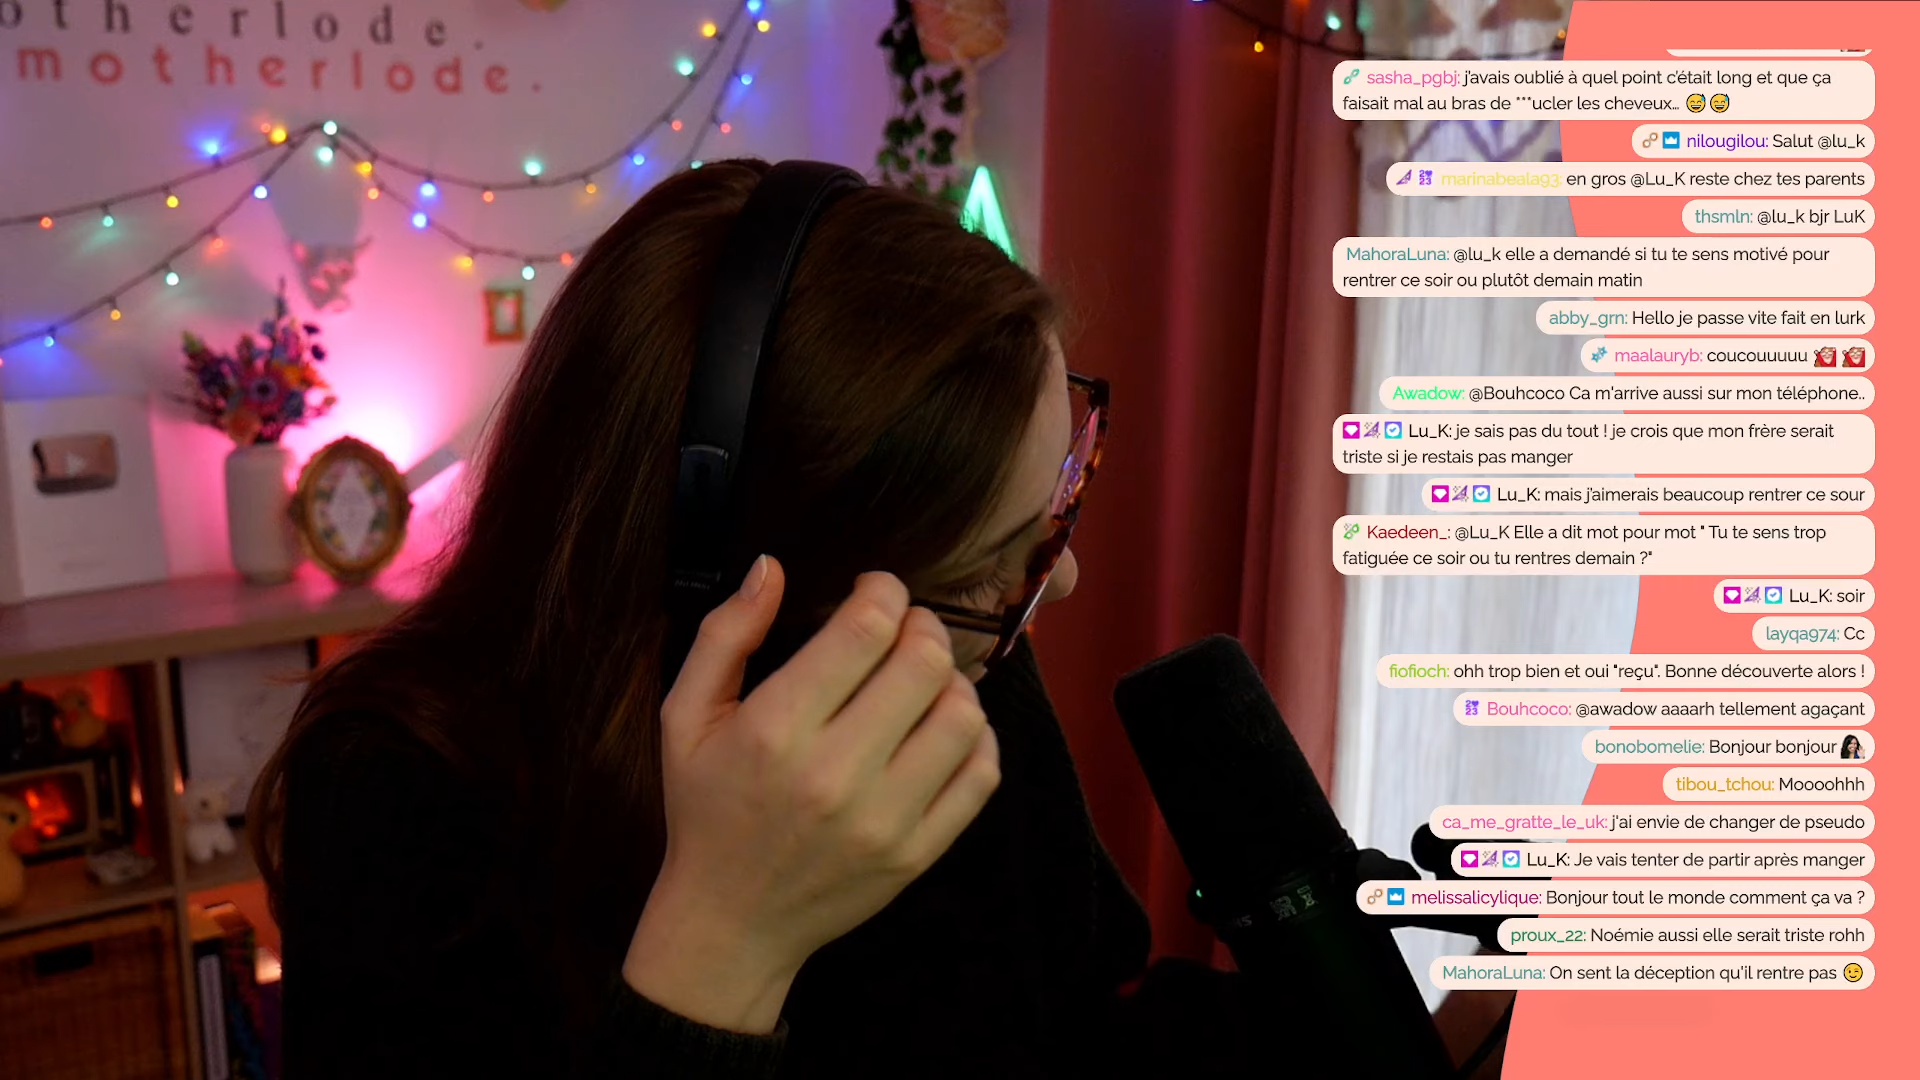 otherlode.
motherlode.
sasha_pgbj: j'avais oublié à quel point c'était long et que ça
faisait mal au bras de ***ucler les cheveux… 😅 😅
nilougilou: Salut @lu_k
marinabeala93: en gros @Lu_K reste chez tes parents
thsmln: @lu_k bjr LuK
MahoraLuna: @lu_k elle a demandé si tu te sens motivé pour
rentrer ce soir ou plutôt demain matin
abby_grn: Hello je passe vite fait en lurk
maalauryb: coucouuuuu
Awadow: @Bouhcoco Ca m'arrive aussi sur mon téléphone..
Lu_K: je sais pas du tout ! je crois que mon frère serait
triste si je restais pas manger
Lu_K: mais j'aimerais beaucoup rentrer ce sour
Kaedeen_: @Lu_K Elle a dit mot pour mot " Tu te sens trop
fatiguée ce soir ou tu rentres demain ?"
Lu_K: soir
layqa974: Cc
fiofioch: ohh trop bien et oui "reçu". Bonne découverte alors !
Bouhcoco: @awadow aaaarh tellement agaçant
bonobomelie: Bonjour bonjour
tibou_tchou: Moooohhh
ca_me_gratte_le_uk: j'ai envie de changer de pseudo
Lu_K: Je vais tenter de partir après manger
melissalicylique: Bonjour tout le monde comment ça va ?
proux_22: Noémie aussi elle serait triste rohh
MahoraLuna: On sent la déception qu'il rentre pas 😉